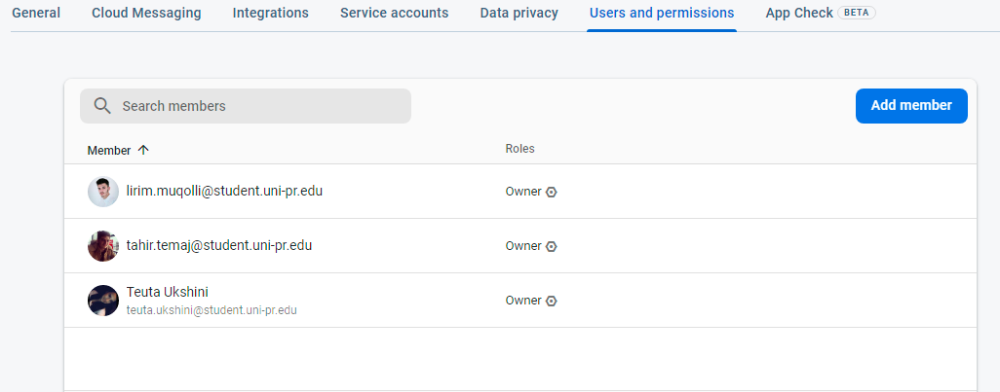 General Cloud Messaging Integrations Service accounts Data privacy Users and permissions App Check BETA
Search members Add member
Member Roles
lirim.muqolli@student.uni-pr.edu Owner
tahir.temaj@student.uni-pr.edu Owner
Teuta Ukshini
teuta.ukshini@student.uni-pr.edu Owner